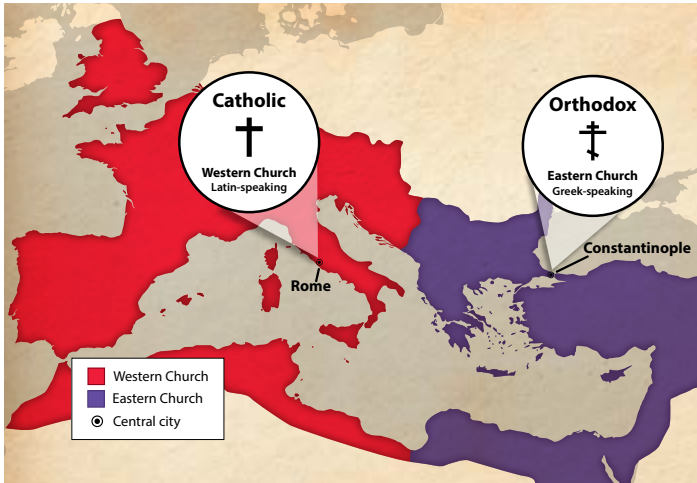 Catholic
Western Church
Latin-speaking
Orthodox
Eastern Church
Greek-speaking
Constantinople
Rome
Western Church
Eastern Church
Central city